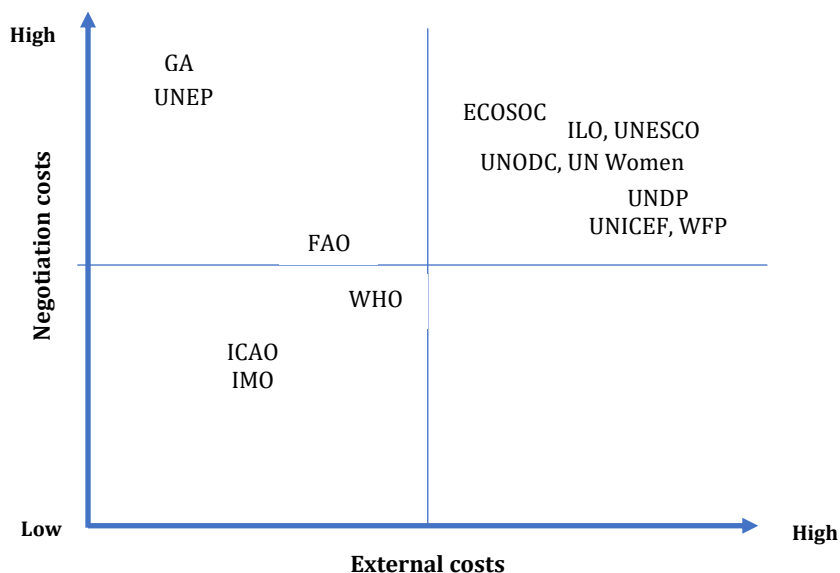 High
GA
UNEP
ECOSOC
ILO, UNESCO
UNODC, UN Women
UNDP
UNICEF, WFP
Negotiation costs
FAO
WHO
ICAO
IMO
Low
High
External costs